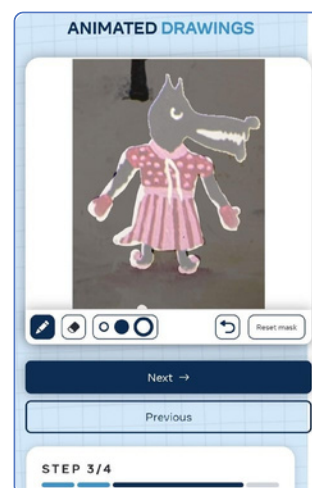 ANIMATED DRAWINGS
Reset mask
Next →
Previous
STEP 3/4